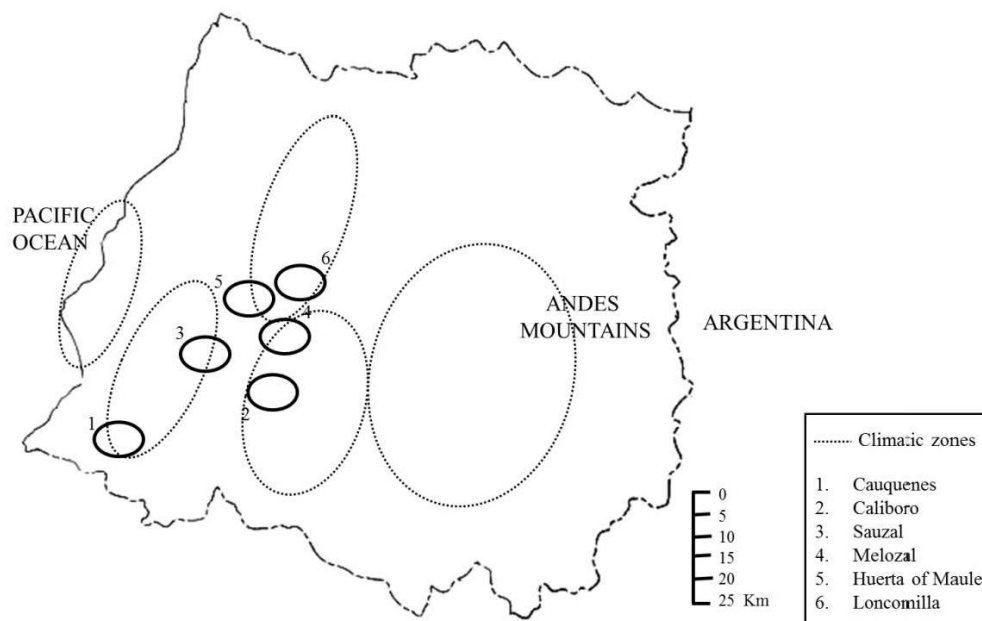 PACIFIC
OCEAN
6
5
4
3
2
1
ANDES
MOUNTAINS
ARGENTINA
0
5
10
15
20
25 Km
Climatic zones
1. Cauquenes
2. Caliboro
3. Sauzal
4. Melozal
5. Huerta of Maule
6. Loncomilla